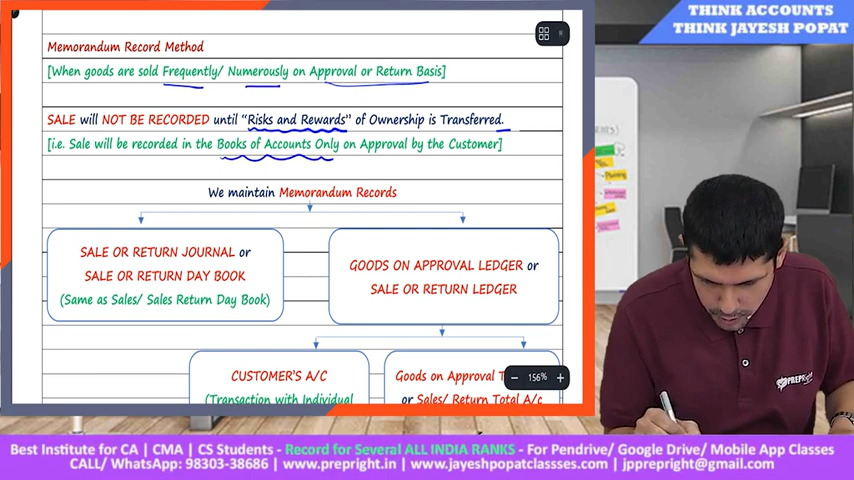 THINK ACCOUNTS
THINK JAYESH POPAT
Memorandum Record Method
[When goods are sold Frequently/ Numerously on Approval or Return Basis]
SALE will NOT BE RECORDED until “Risks and Rewards” of Ownership is Transferred.
[i.e. Sale will be recorded in the Books of Accounts Only on Approval by the Customer]
We maintain Memorandum Records
SALE OR RETURN JOURNAL or
SALE OR RETURN DAY BOOK
(Same as Sales/ Sales Return Day Book)
GOODS ON APPROVAL LEDGER or
SALE OR RETURN LEDGER
CUSTOMER'S A/C
(Transaction with Individual
Goods on Approval T
or Sales/ Return Total A/c
− 156% +
Planning
PREPRight
Best Institute for CA | CMA | CS Students - Record for Several ALL INDIA RANKS - For Pendrive/ Google Drive/ Mobile App Classes
CALL/ WhatsApp: 98303-38686 | www.prepright.in | www.jayeshpopatclassses.com | jpprepright@gmail.com